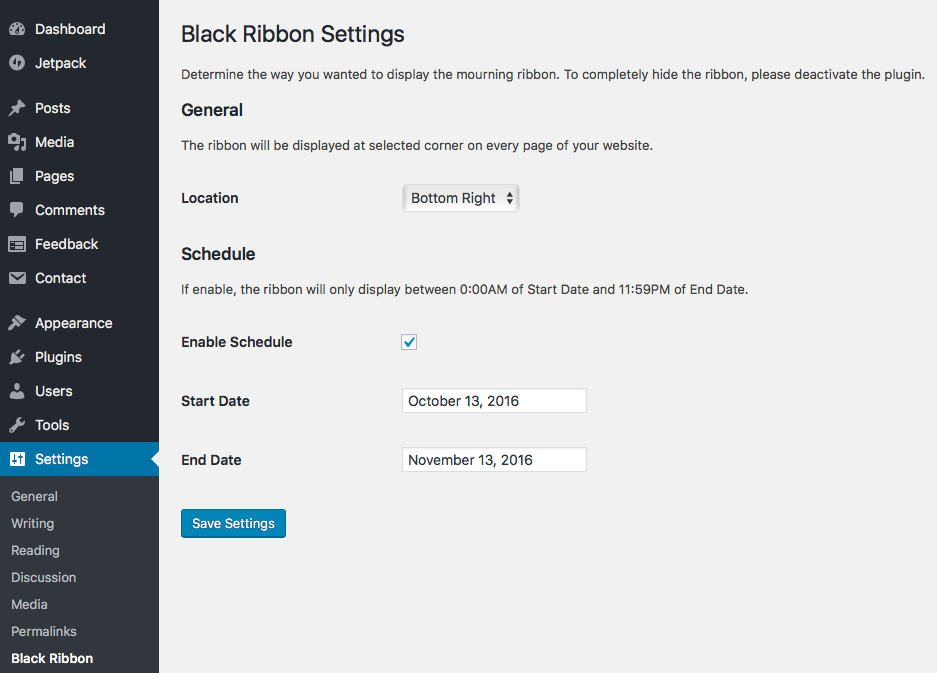 Dashboard
Jetpack
Posts
Media
Pages
Comments
Feedback
Contact
Appearance
Plugins
Users
Tools
Settings
General
Writing
Reading
Discussion
Media
Permalinks
Black Ribbon
Black Ribbon Settings
Determine the way you wanted to display the mourning ribbon. To completely hide the ribbon, please deactivate the plugin.
General
The ribbon will be displayed at selected corner on every page of your website.
Location Bottom Right
Schedule
If enable, the ribbon will only display between 0:00AM of Start Date and 11:59PM of End Date.
Enable Schedule
Start Date October 13, 2016
End Date November 13, 2016
Save Settings